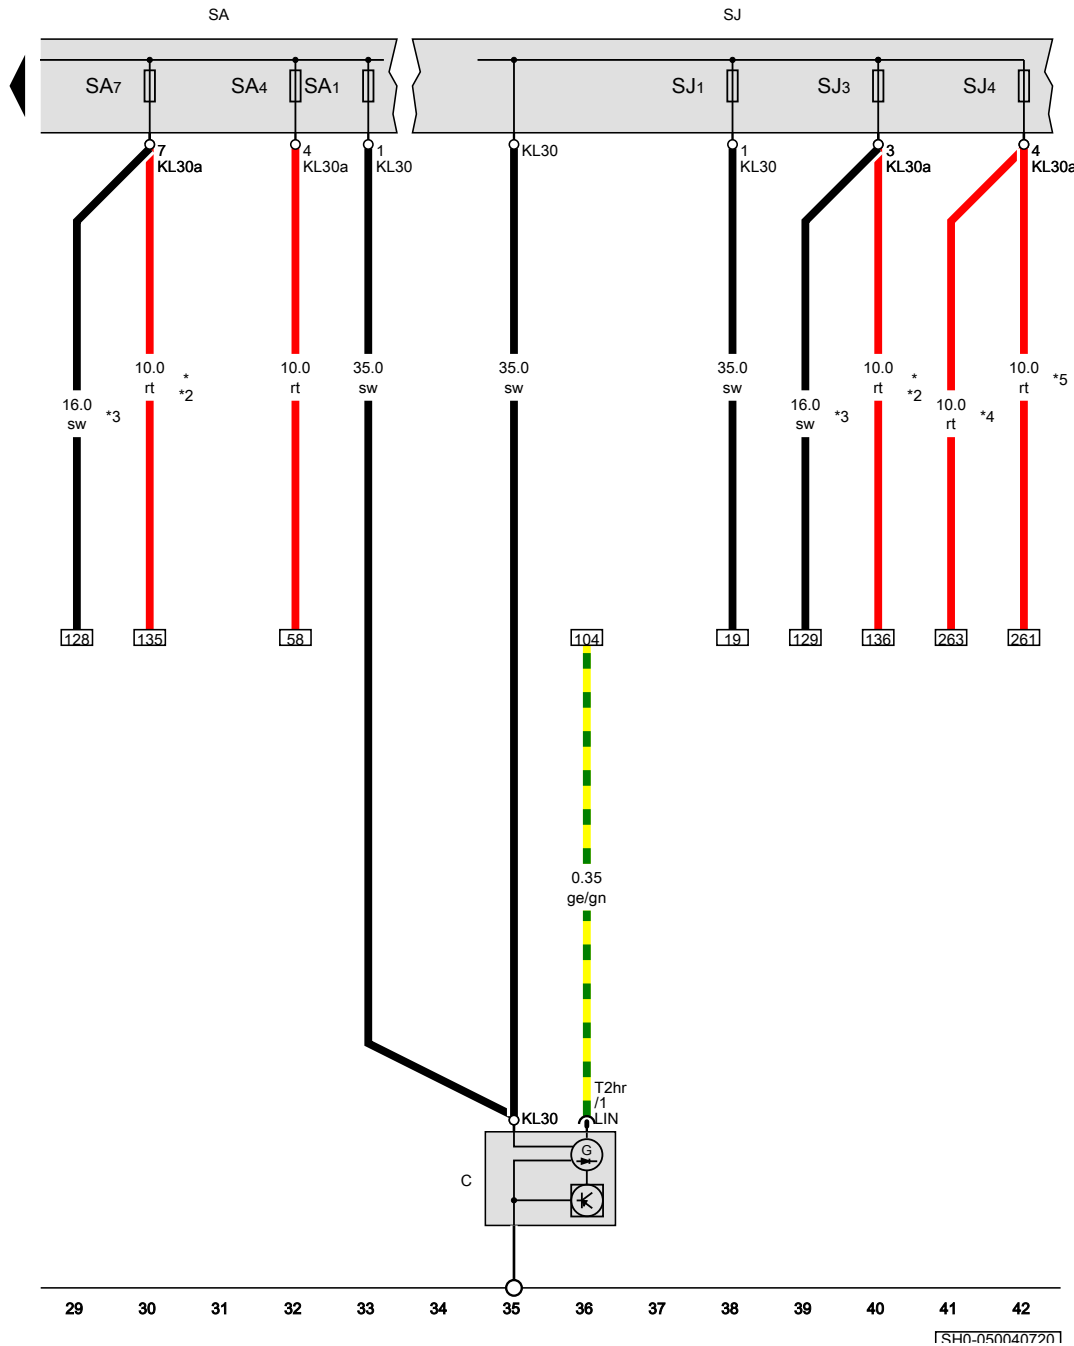 SA SJ
SA7 SA4 SA1 SJ1 SJ3 SJ4
7 4 1 KL30 1 3 4
KL30a KL30a KL30 KL30 KL30a KL30a
10.0 10.0 35.0 35.0 35.0 10.0 10.0
rt * rt sw sw sw rt * rt *5
*2 *2
16.0 16.0 10.0
sw *3 sw *3 rt *4
128 135 58 104 19 129 136 263 261
0.35
ge/gn
T2hr
/1
KL30 LIN
G
C
29 30 31 32 33 34 35 36 37 38 39 40 41 42
SH0-050040720